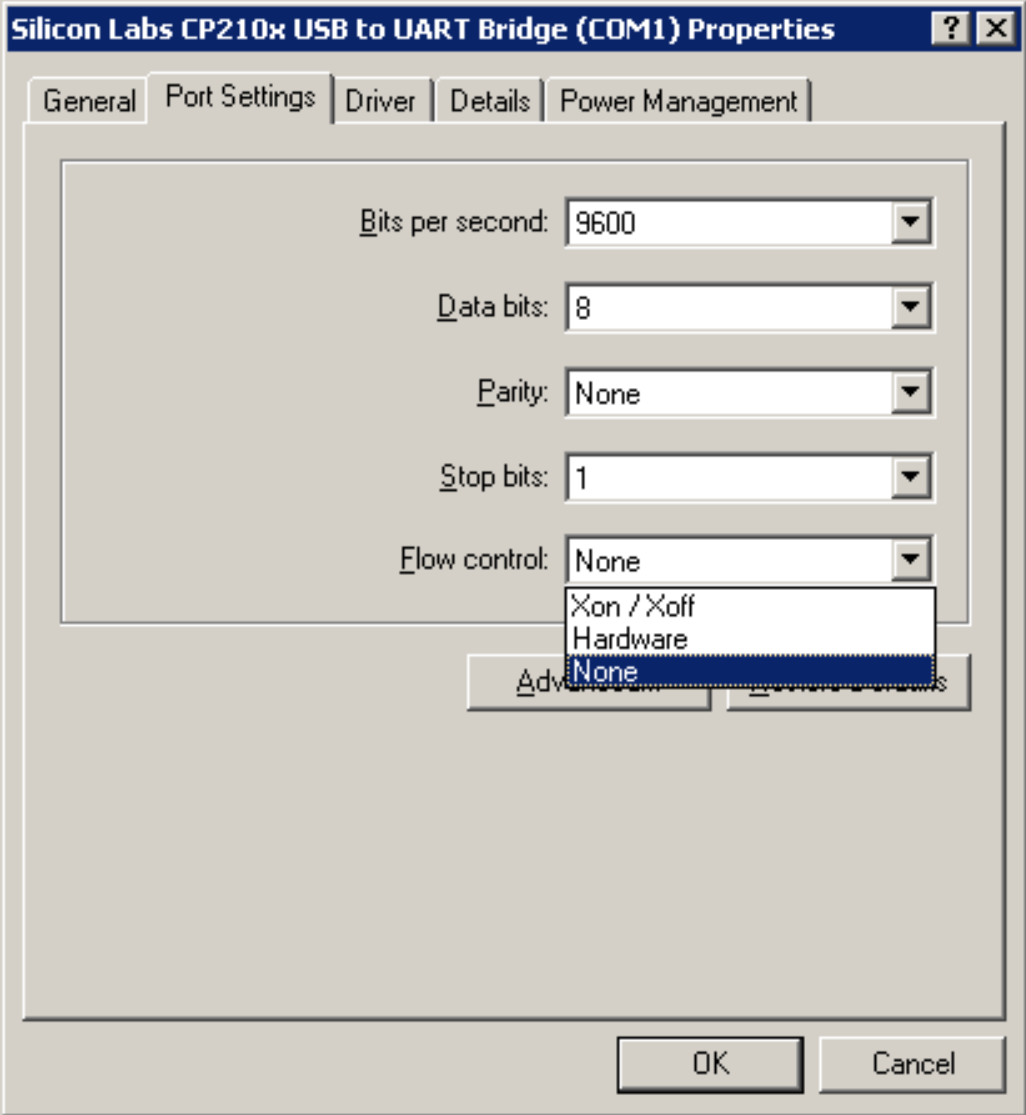 Silicon Labs CP210x USB to UART Bridge (COM1) Properties ? X
General Port Settings Driver Details Power Management
Bits per second: 9600
Data bits: 8
Parity: None
Stop bits: 1
Flow control: None
Xon / Xoff
Hardware
None
OK Cancel